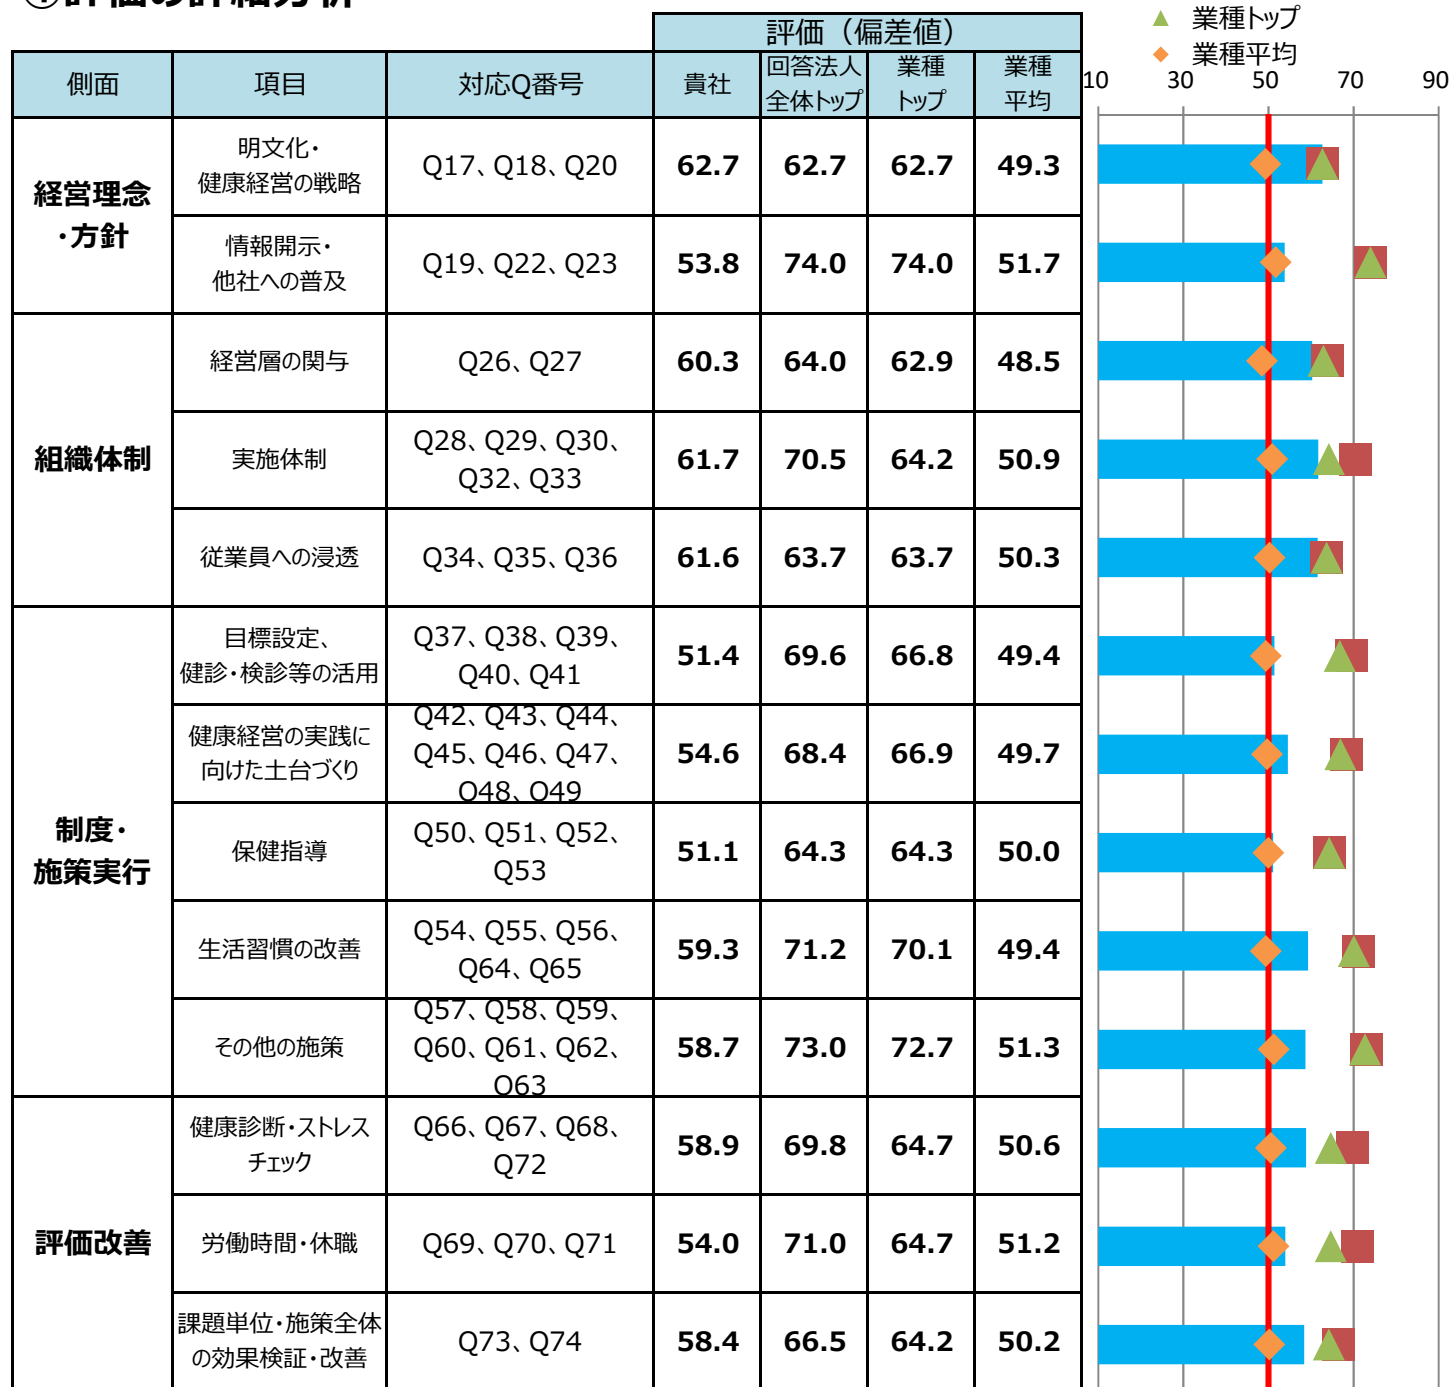 ①評価の詳細分析
▲ 業種トップ
◆ 業種平均
評価（偏差値）
側面 項目 対応Q番号 貴社 回答法人 業種 業種
全体トップ トップ 平均
10 30 50 70 90
経営理念
・方針
明文化・
健康経営の戦略
Q17、Q18、Q20 62.7 62.7 62.7 49.3
情報開示・
他社への普及
Q19、Q22、Q23 53.8 74.0 74.0 51.7
組織体制
経営層の関与 Q26、Q27 60.3 64.0 62.9 48.5
実施体制
Q28、Q29、Q30、
Q32、Q33
61.7 70.5 64.2 50.9
従業員への浸透 Q34、Q35、Q36 61.6 63.7 63.7 50.3
制度・
施策実行
目標設定、
健診・検診等の活用
Q37、Q38、Q39、
Q40、Q41
51.4 69.6 66.8 49.4
健康経営の実践に
向けた土台づくり
Q42、Q43、Q44、
Q45、Q46、Q47、
Q48、Q49
54.6 68.4 66.9 49.7
保健指導
Q50、Q51、Q52、
Q53
51.1 64.3 64.3 50.0
生活習慣の改善
Q54、Q55、Q56、
Q64、Q65
59.3 71.2 70.1 49.4
その他の施策
Q57、Q58、Q59、
Q60、Q61、Q62、
Q63
58.7 73.0 72.7 51.3
評価改善
健康診断・ストレス
チェック
Q66、Q67、Q68、
Q72
58.9 69.8 64.7 50.6
労働時間・休職 Q69、Q70、Q71 54.0 71.0 64.7 51.2
課題単位・施策全体
の効果検証・改善
Q73、Q74 58.4 66.5 64.2 50.2